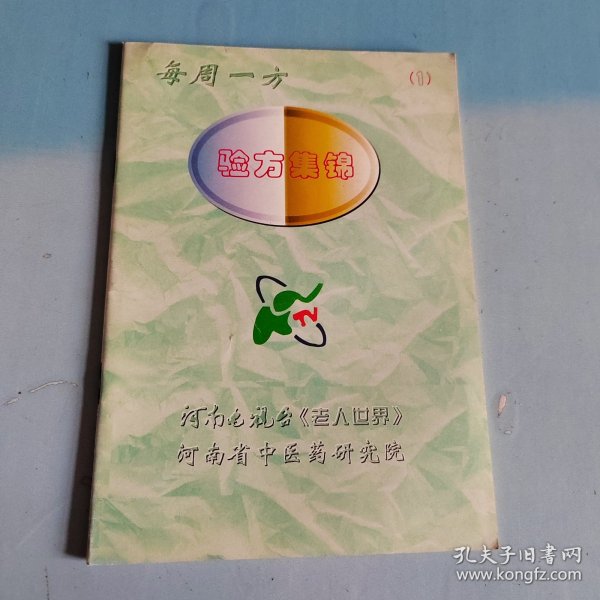 每周一方
(1)
验方集锦
河南电视台《老人世界》
河南省中医药研究院
孔夫子旧书网
www.kongfz.com